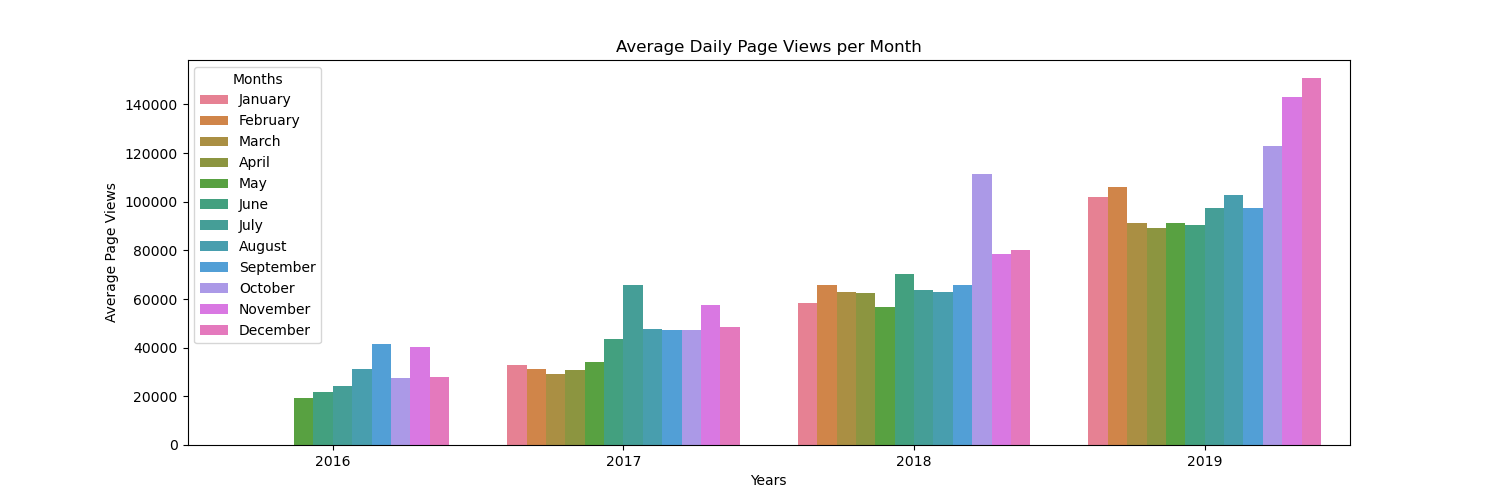 Average Daily Page Views per Month
Average Page Views
140000
120000
100000
80000
60000
40000
20000
0
Months
January
February
March
April
May
June
July
August
September
October
November
December
2016 2017 2018 2019
Years